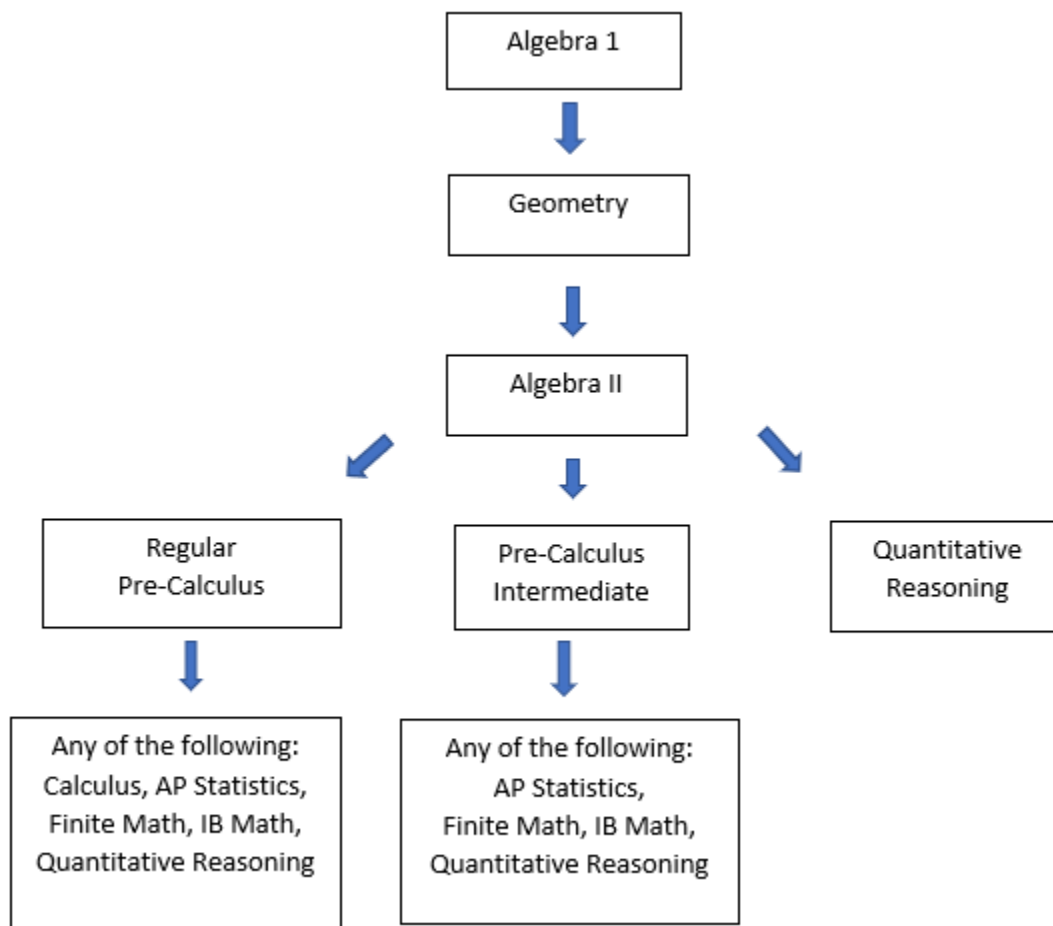 Algebra 1
Geometry
Algebra II
Regular
Pre-Calculus
Pre-Calculus
Intermediate
Quantitative
Reasoning
Any of the following:
Calculus, AP Statistics,
Finite Math, IB Math,
Quantitative Reasoning
Any of the following:
AP Statistics,
Finite Math, IB Math,
Quantitative Reasoning